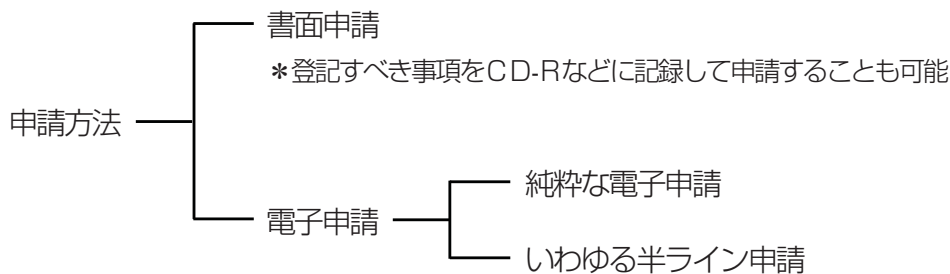 書面申請
＊登記すべき事項をCD-Rなどに記録して申請することも可能
申請方法
純粋な電子申請
電子申請
いわゆる半ライン申請